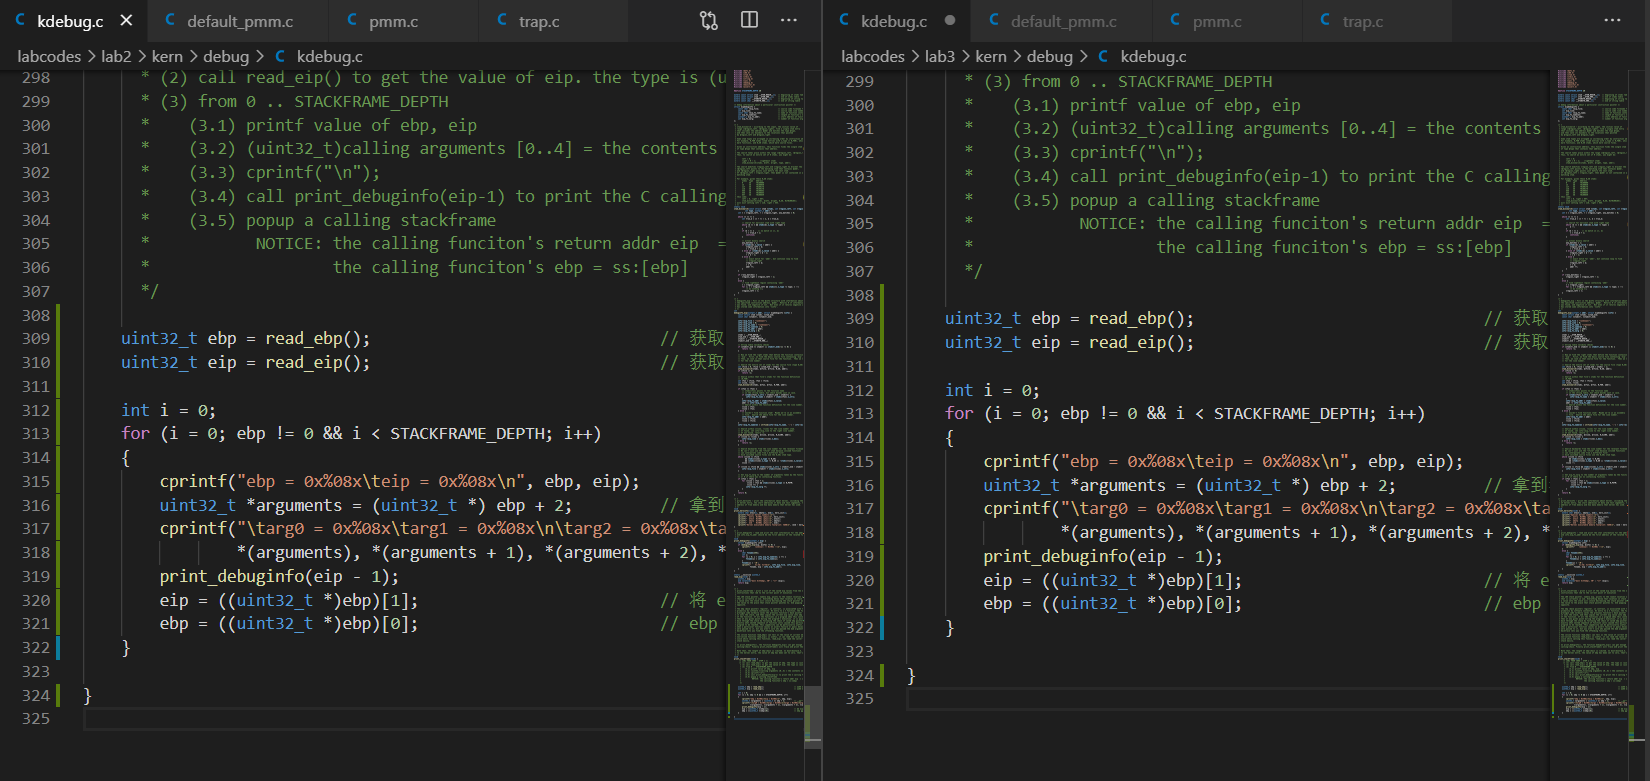 C kdebug.c × C default_pmm.c C pmm.c C trap.c ···
labcodes > lab2 > kern > debug > C kdebug.c
298 * (2) call read_eip() to get the value of eip. the type is (u
299 * (3) from 0 .. STACKFRAME_DEPTH
300 *    (3.1) printf value of ebp, eip
301 *    (3.2) (uint32_t)calling arguments [0..4] = the contents
302 *    (3.3) cprintf("\n");
303 *    (3.4) call print_debuginfo(eip-1) to print the C calling
304 *    (3.5) popup a calling stackframe
305 *           NOTICE: the calling funciton's return addr eip  =
306 *                   the calling funciton's ebp = ss:[ebp]
307 */
308
309 uint32_t ebp = read_ebp(); // 获取
310 uint32_t eip = read_eip(); // 获取
311
312 int i = 0;
313 for (i = 0; ebp != 0 && i < STACKFRAME_DEPTH; i++)
314 {
315     cprintf("ebp = 0x%08x\teip = 0x%08x\n", ebp, eip);
316     uint32_t *arguments = (uint32_t *) ebp + 2; // 拿到
317     cprintf("\targ0 = 0x%08x\targ1 = 0x%08x\n\targ2 = 0x%08x\ta
318             *(arguments), *(arguments + 1), *(arguments + 2), *
319     print_debuginfo(eip - 1);
320     eip = ((uint32_t *)ebp)[1]; // 将 e
321     ebp = ((uint32_t *)ebp)[0]; // ebp
322 }
323
324 }
325
C kdebug.c ● C default_pmm.c C pmm.c C trap.c ···
labcodes > lab3 > kern > debug > C kdebug.c
299 * (3) from 0 .. STACKFRAME_DEPTH
300 *    (3.1) printf value of ebp, eip
301 *    (3.2) (uint32_t)calling arguments [0..4] = the contents
302 *    (3.3) cprintf("\n");
303 *    (3.4) call print_debuginfo(eip-1) to print the C calling
304 *    (3.5) popup a calling stackframe
305 *           NOTICE: the calling funciton's return addr eip  =
306 *                   the calling funciton's ebp = ss:[ebp]
307 */
308
309 uint32_t ebp = read_ebp(); // 获取
310 uint32_t eip = read_eip(); // 获取
311
312 int i = 0;
313 for (i = 0; ebp != 0 && i < STACKFRAME_DEPTH; i++)
314 {
315     cprintf("ebp = 0x%08x\teip = 0x%08x\n", ebp, eip);
316     uint32_t *arguments = (uint32_t *) ebp + 2; // 拿到
317     cprintf("\targ0 = 0x%08x\targ1 = 0x%08x\n\targ2 = 0x%08x\ta
318             *(arguments),  *(arguments + 1), *(arguments + 2), *
319     print_debuginfo(eip - 1);
320     eip = ((uint32_t *)ebp)[1]; // 将 e
321     ebp = ((uint32_t *)ebp)[0]; // ebp
322 }
323
324 }
325